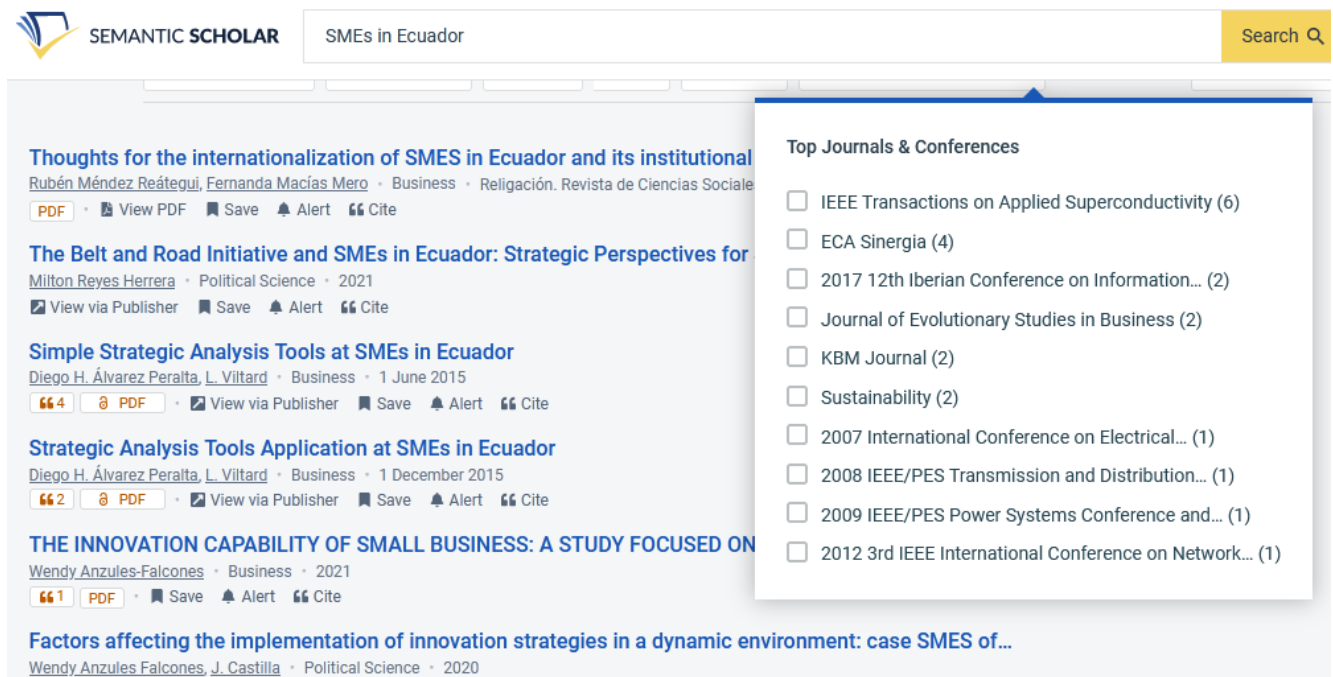 SEMANTIC SCHOLAR
SMEs in Ecuador
Search
Thoughts for the internationalization of SMES in Ecuador and its institutional
Rubén Méndez Reátegui, Fernanda Macías Mero • Business • Religación. Revista de Ciencias Sociale
PDF • View PDF Save Alert Cite
The Belt and Road Initiative and SMEs in Ecuador: Strategic Perspectives for
Milton Reyes Herrera • Political Science • 2021
View via Publisher Save Alert Cite
Simple Strategic Analysis Tools at SMEs in Ecuador
Diego H. Álvarez Peralta, L. Viltard • Business • 1 June 2015
4 PDF • View via Publisher Save Alert Cite
Strategic Analysis Tools Application at SMEs in Ecuador
Diego H. Álvarez Peralta, L. Viltard • Business • 1 December 2015
2 PDF • View via Publisher Save Alert Cite
THE INNOVATION CAPABILITY OF SMALL BUSINESS: A STUDY FOCUSED ON
Wendy Anzules-Falcones • Business • 2021
1 PDF • Save Alert Cite
Factors affecting the implementation of innovation strategies in a dynamic environment: case SMES of...
Wendy Anzules Falcones, J. Castilla • Political Science • 2020
Top Journals & Conferences
IEEE Transactions on Applied Superconductivity (6)
ECA Sinergia (4)
2017 12th Iberian Conference on Information... (2)
Journal of Evolutionary Studies in Business (2)
KBM Journal (2)
Sustainability (2)
2007 International Conference on Electrical... (1)
2008 IEEE/PES Transmission and Distribution... (1)
2009 IEEE/PES Power Systems Conference and... (1)
2012 3rd IEEE International Conference on Network... (1)